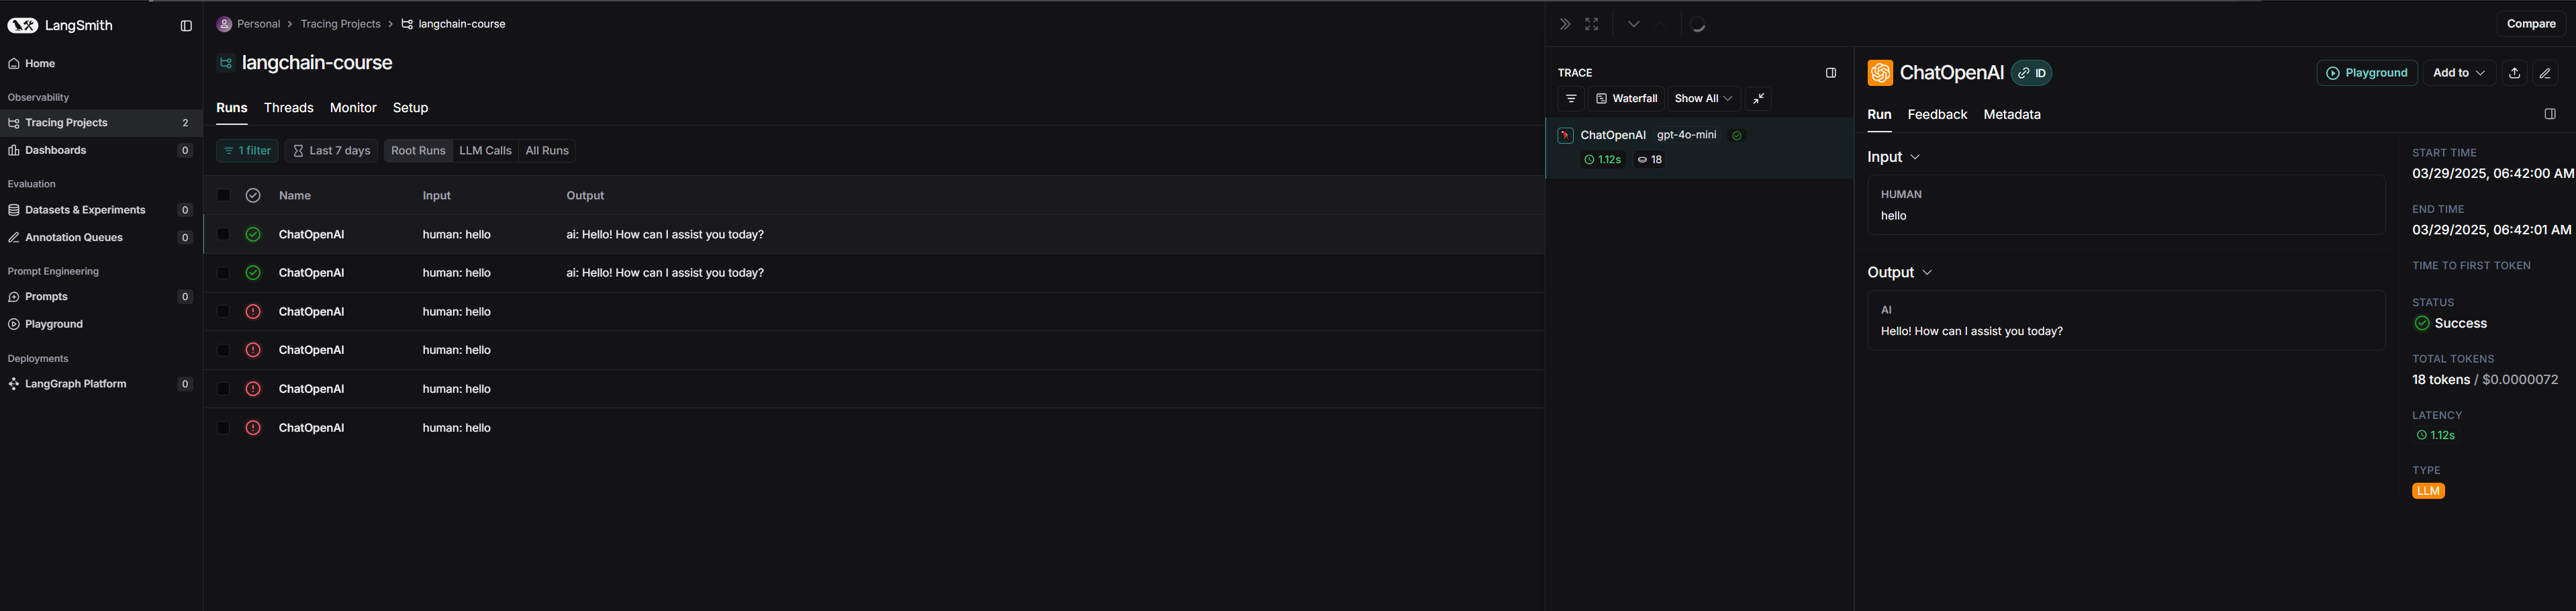 LangSmith
Home
Observability
Tracing Projects 2
Dashboards 0
Evaluation
Datasets & Experiments 0
Annotation Queues 0
Prompt Engineering
Prompts 0
Playground
Deployments
LangGraph Platform 0
Personal > Tracing Projects > langchain-course
langchain-course
Runs Threads Monitor Setup
1 filter Last 7 days Root Runs LLM Calls All Runs
Name Input Output
ChatOpenAI human: hello ai: Hello! How can I assist you today?
ChatOpenAI human: hello ai: Hello! How can I assist you today?
ChatOpenAI human: hello
ChatOpenAI human: hello
ChatOpenAI human: hello
ChatOpenAI human: hello
TRACE
Waterfall Show All
ChatOpenAI gpt-4o-mini
1.12s 18
Compare
ChatOpenAI ID
Playground Add to
Run Feedback Metadata
Input
HUMAN
hello
Output
AI
Hello! How can I assist you today?
START TIME
03/29/2025, 06:42:00 AM
END TIME
03/29/2025, 06:42:01 AM
TIME TO FIRST TOKEN
STATUS
Success
TOTAL TOKENS
18 tokens / $0.0000072
LATENCY
1.12s
TYPE
LLM